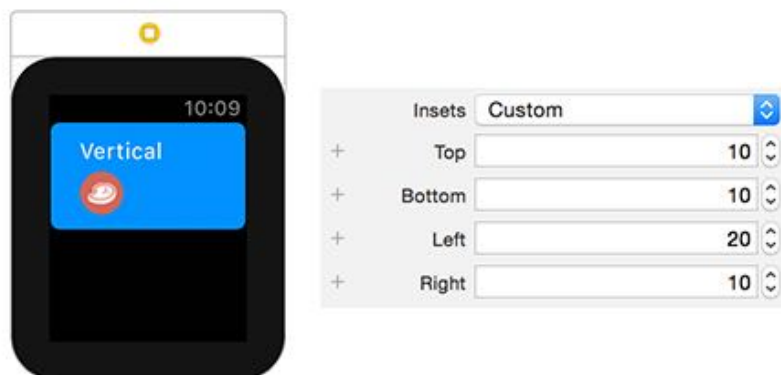 10:09
Vertical
Insets Custom
+ Top 10
+ Bottom 10
+ Left 20
+ Right 10